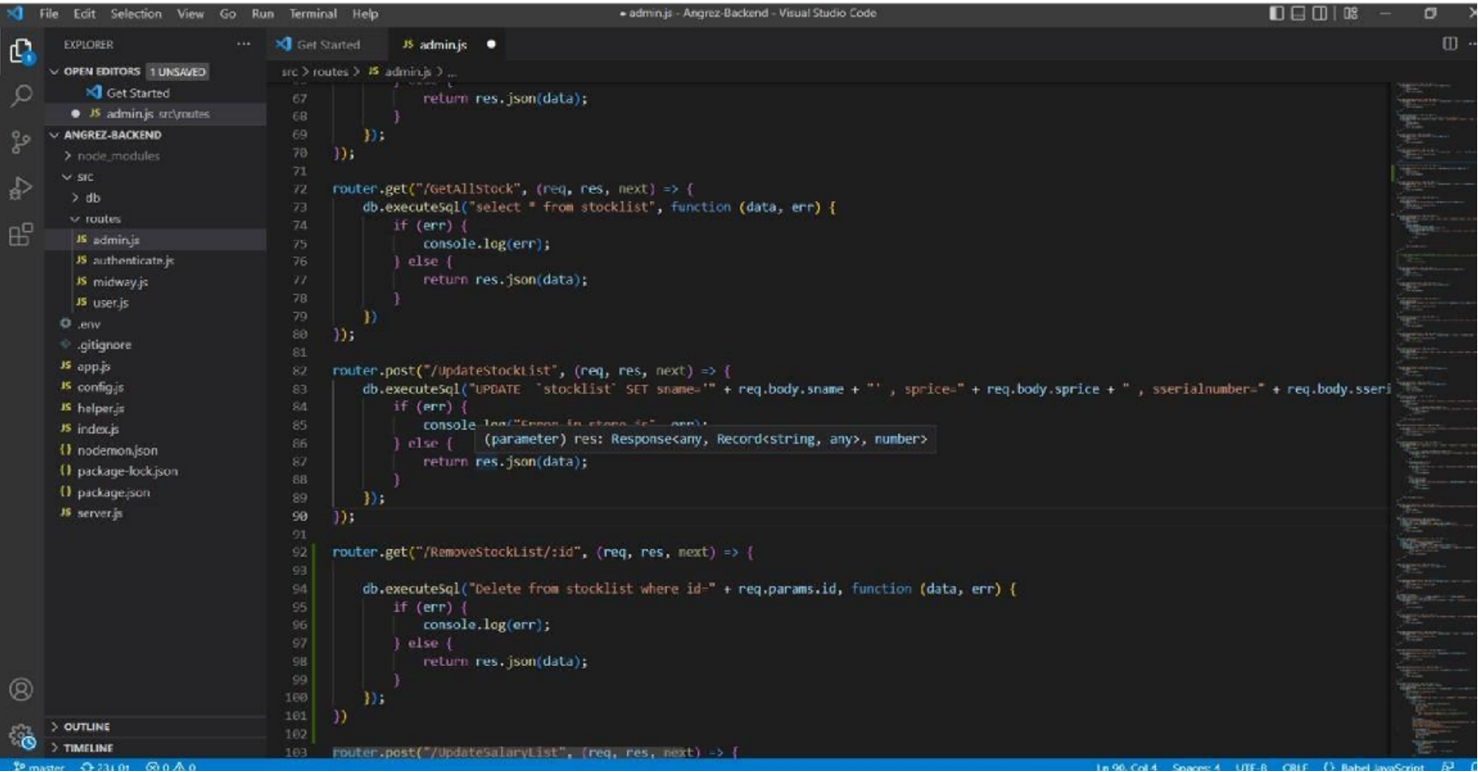 File Edit Selection View Go Run Terminal Help
● admin.js - Angrez-Backend - Visual Studio Code
EXPLORER
Get Started
JS admin.js ●
OPEN EDITORS 1 UNSAVED
Get Started
● JS admin.js src\routes
ANGREZ-BACKEND
> node_modules
src
> db
routes
JS admin.js
JS authenticate.js
JS midway.js
JS user.js
.env
.gitignore
JS app.js
JS config.js
JS helper.js
JS index.js
{} nodemon.json
{} package-lock.json
{} package.json
JS server.js
> OUTLINE
> TIMELINE
src > routes > JS admin.js > ...
67 return res.json(data);
68 }
69 });
70 });
71
72 router.get("/GetAllStock", (req, res, next) => {
73 db.executeSql("select * from stocklist", function (data, err) {
74 if (err) {
75 console.log(err);
76 } else {
77 return res.json(data);
78 }
79 })
80 });
81
82 router.post("/UpdateStockList", (req, res, next) => {
83 db.executeSql("UPDATE `stocklist` SET sname='" + req.body.sname + "' , sprice=" + req.body.sprice + " , sserialnumber=" + req.body.sseri
84 if (err) {
85 console.log("Error in store.js", err);
(parameter) res: Response<any, Record<string, any>, number>
86 } else {
87 return res.json(data);
88 }
89 });
90 });
91
92 router.get("/RemoveStockList/:id", (req, res, next) => {
93
94 db.executeSql("Delete from stocklist where id=" + req.params.id, function (data, err) {
95 if (err) {
96 console.log(err);
97 } else {
98 return res.json(data);
99 }
100 });
101 })
102
103 router.post("/UpdateSalaryList", (req, res, next) => {
master 23↓ 0↑ 0 0
Ln 90, Col 4 Spaces: 4 UTF-8 CRLF {} Babel JavaScript